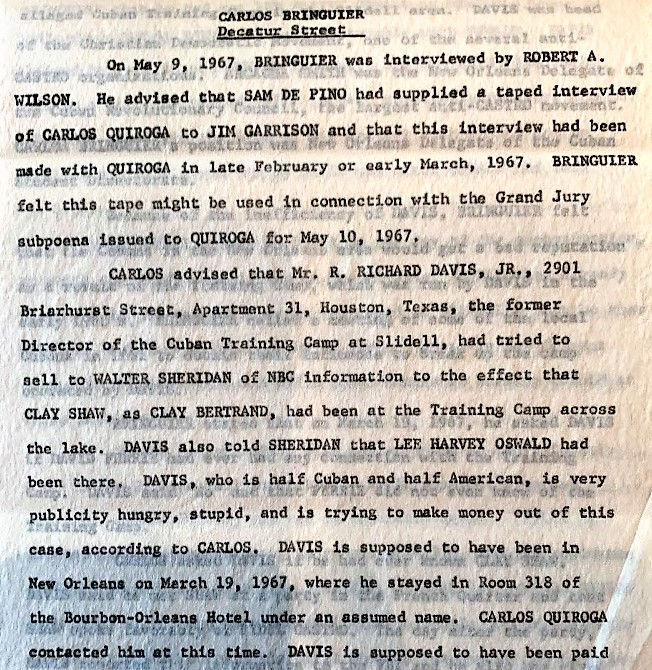 CARLOS BRINGUIER
Decatur Street
On May 9, 1967, BRINGUIER was interviewed by ROBERT A.
WILSON. He advised that SAM DE PINO had supplied a taped interview
of CARLOS QUIROGA to JIM GARRISON and that this interview had been
made with QUIROGA in late February or early March, 1967. BRINGUIER
felt this tape might be used in connection with the Grand Jury
subpoena issued to QUIROGA for May 10, 1967.
CARLOS advised that Mr. R. RICHARD DAVIS, JR., 2901
Briarhurst Street, Apartment 31, Houston, Texas, the former
Director of the Cuban Training Camp at Slidell, had tried to
sell to WALTER SHERIDAN of NBC information to the effect that
CLAY SHAW, as CLAY BERTRAND, had been at the Training Camp across
the lake. DAVIS also told SHERIDAN that LEE HARVEY OSWALD had
been there. DAVIS, who is half Cuban and half American, is very
publicity hungry, stupid, and is trying to make money out of this
case, according to CARLOS. DAVIS is supposed to have been in
New Orleans on March 19, 1967, where he stayed in Room 318 of
the Bourbon-Orleans Hotel under an assumed name. CARLOS QUIROGA
contacted him at this time. DAVIS is supposed to have been paid